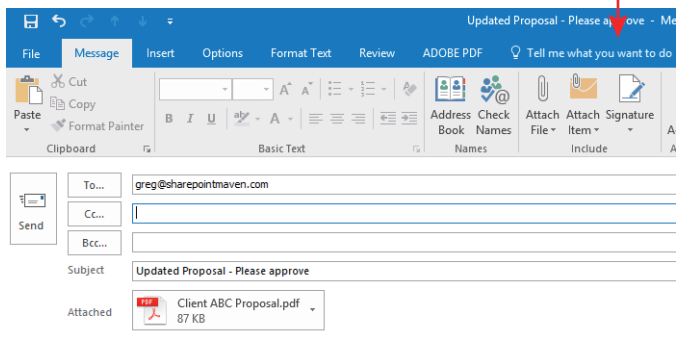 Updated Proposal - Please approve - Me
File Message Insert Options Format Text Review ADOBE PDF Tell me what you want to do
Cut
Copy
Format Painter
Paste
Clipboard
B I U
Basic Text
Address Book
Check Names
Names
Attach File
Attach Item
Signature
Include
A
A
Send
To... greg@sharepointmaven.com
Cc...
Bcc...
Subject Updated Proposal - Please approve
Attached PDF Client ABC Proposal.pdf
87 KB